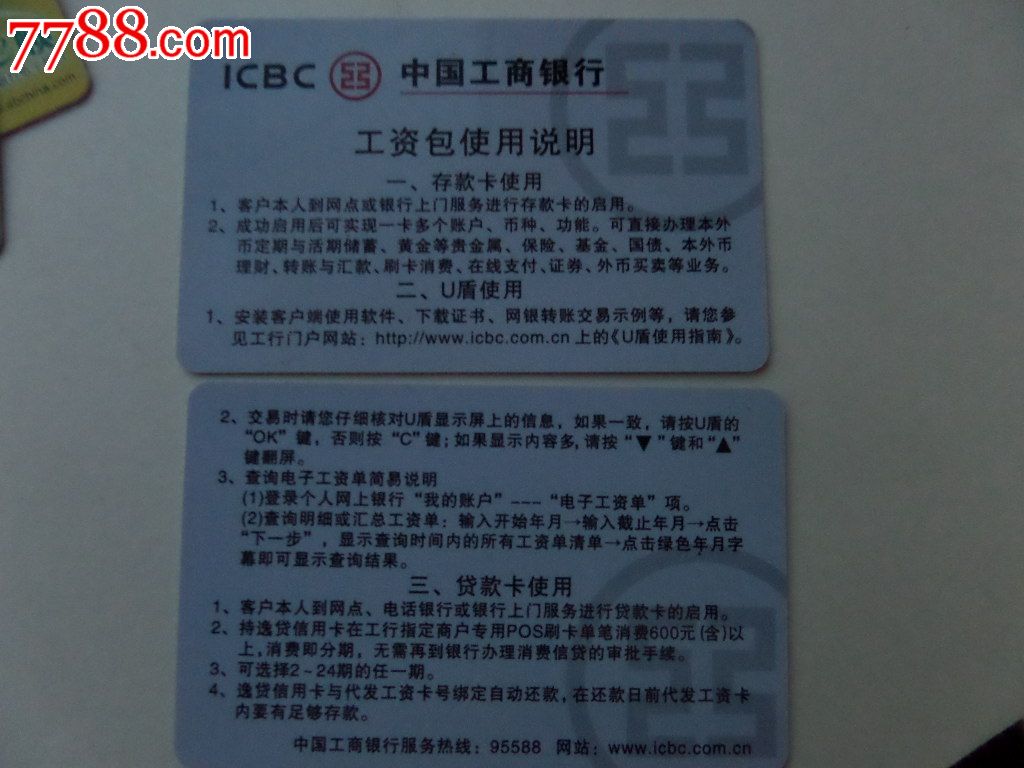 7788.com
china.com
ICBC 中国工商银行
工资包使用说明
一、存款卡使用
1、客户本人到网点或银行上门服务进行存款卡的启用。
2、成功启用后可实现一卡多个账户、币种、功能。可直接办理本外
币定期与活期储蓄、黄金等贵金属、保险、基金、国债、本外币
理财、转账与汇款、刷卡消费、在线支付、证券、外币买卖等业务。
二、U盾使用
1、安装客户端使用软件、下载证书、网银转账交易示例等，请您参
见工行门户网站：http://www.icbc.com.cn 上的《U盾使用指南》。
2、交易时请您仔细核对U盾显示屏上的信息，如果一致，请按U盾的
“OK”键，否则按“C”键；如果显示内容多，请按“▼”键和“▲”
键翻屏。
3、查询电子工资单简易说明
(1)登录个人网上银行“我的账户”----“电子工资单”项。
(2)查询明细或汇总工资单：输入开始年月→输入截止年月→点击
“下一步”，显示查询时间内的所有工资单清单→点击绿色年月字
幕即可显示查询结果。
三、贷款卡使用
1、客户本人到网点、电话银行或银行上门服务进行贷款卡的启用。
2、持逸贷信用卡在工行指定商户专用POS刷卡单笔消费600元(含)以
上，消费即分期，无需再到银行办理消费信贷的审批手续。
3、可选择2～24期的任一期。
4、逸贷信用卡与代发工资卡号绑定自动还款，在还款日前代发工资卡
内要有足够存款。
中国工商银行服务热线：95588 网站：www.icbc.com.cn